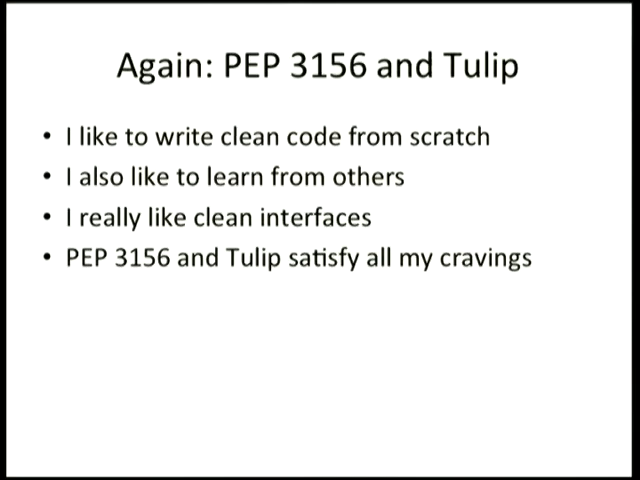 Again: PEP 3156 and Tulip
• I like to write clean code from scratch
• I also like to learn from others
• I really like clean interfaces
• PEP 3156 and Tulip satisfy all my cravings